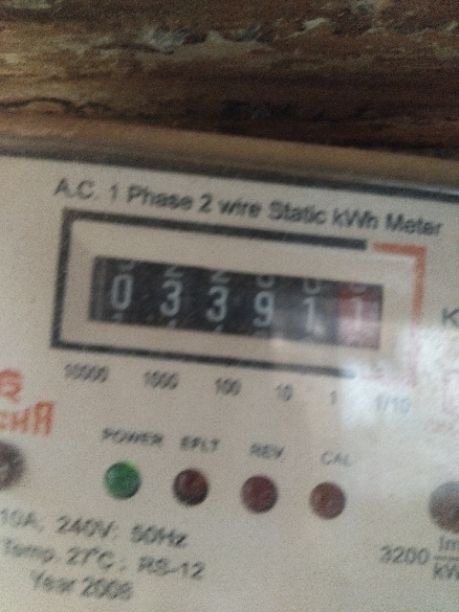 A.C. 1 Phase 2 wire Static kWh Meter
0 3 3 9 1 1
10000 1000 100 10 1 1/10
POWER EFLT REV CAL
10A, 240V; 50Hz
Temp. 27°C; RS-12
3200
Year 2008